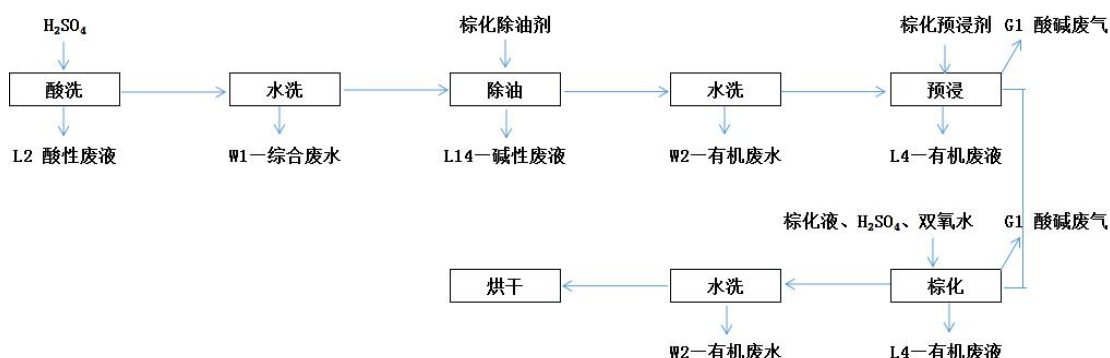 H₂SO₄ 棕化除油剂 棕化预浸剂 G1 酸碱废气
酸洗 水洗 除油 水洗 预浸
L2 酸性废液 W1—综合废水 L14—碱性废液 W2—有机废水 L4—有机废液
棕化液、H₂SO₄、双氧水 G1 酸碱废气
烘干 水洗 棕化
W2—有机废水 L4—有机废液